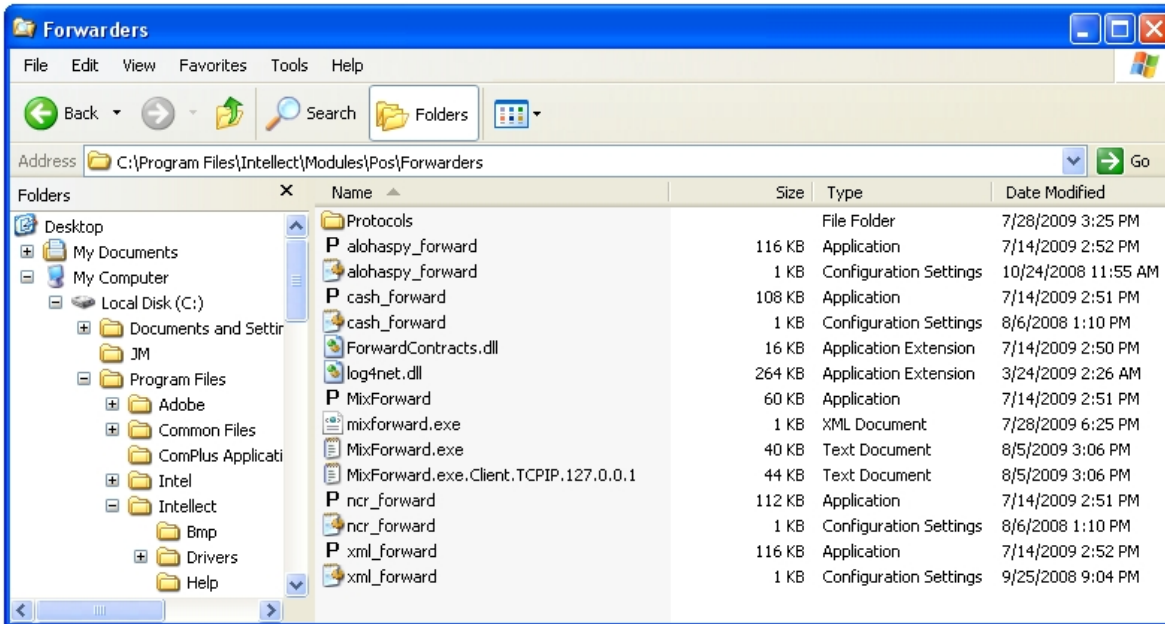 Forwarders
File Edit View Favorites Tools Help
Back Search Folders
Address C:\Program Files\Intellect\Modules\Pos\Forwarders Go
Folders
Desktop
My Documents
My Computer
Local Disk (C:)
Documents and Settir
JM
Program Files
Adobe
Common Files
ComPlus Applicati
Intel
Intellect
Bmp
Drivers
Help
Name Size Type Date Modified
Protocols File Folder 7/28/2009 3:25 PM
alohaspy_forward 116 KB Application 7/14/2009 2:52 PM
alohaspy_forward 1 KB Configuration Settings 10/24/2008 11:55 AM
cash_forward 108 KB Application 7/14/2009 2:51 PM
cash_forward 1 KB Configuration Settings 8/6/2008 1:10 PM
ForwardContracts.dll 16 KB Application Extension 7/14/2009 2:50 PM
log4net.dll 264 KB Application Extension 3/24/2009 2:26 AM
MixForward 60 KB Application 7/14/2009 2:51 PM
mixforward.exe 1 KB XML Document 7/28/2009 6:25 PM
MixForward.exe 40 KB Text Document 8/5/2009 3:06 PM
MixForward.exe.Client.TCPIP.127.0.0.1 44 KB Text Document 8/5/2009 3:06 PM
ncr_forward 112 KB Application 7/14/2009 2:51 PM
ncr_forward 1 KB Configuration Settings 8/6/2008 1:10 PM
xml_forward 116 KB Application 7/14/2009 2:52 PM
xml_forward 1 KB Configuration Settings 9/25/2008 9:04 PM